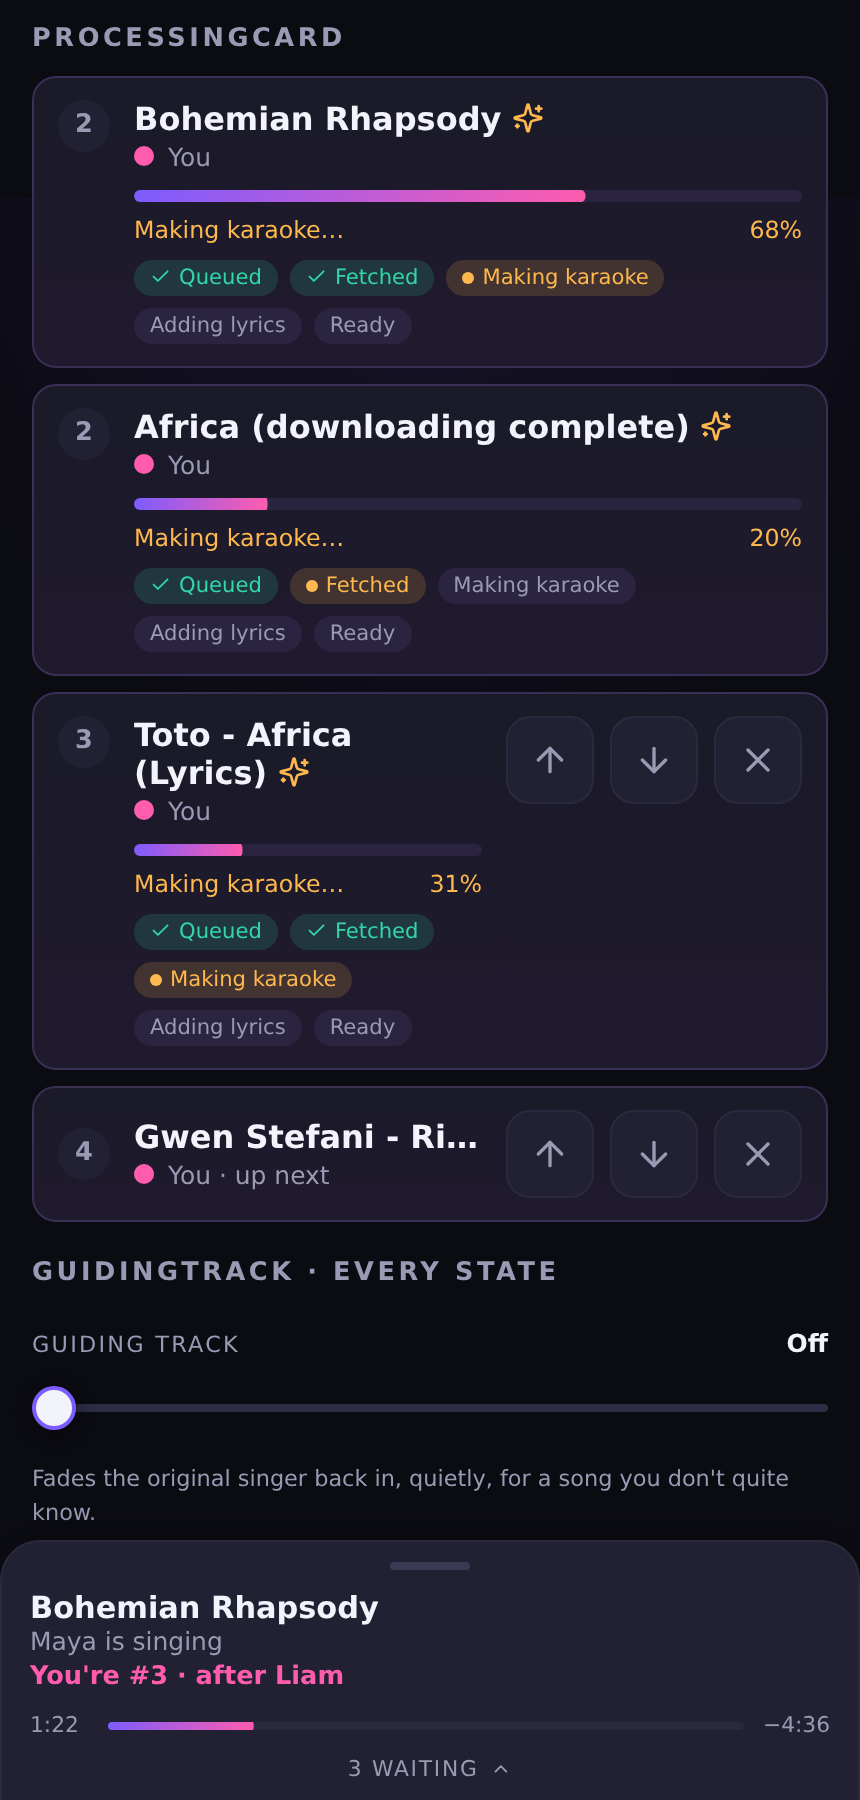 PROCESSINGCARD
2
Bohemian Rhapsody
You
Making karaoke…
68%
Queued
Fetched
Making karaoke
Adding lyrics
Ready
2
Africa (downloading complete)
You
Making karaoke…
20%
Queued
Fetched
Making karaoke
Adding lyrics
Ready
3
Toto - Africa
(Lyrics)
You
Making karaoke…
31%
Queued
Fetched
Making karaoke
Adding lyrics
Ready
4
Gwen Stefani - Ri…
You · up next
GUIDINGTRACK · EVERY STATE
GUIDING TRACK
Off
Fades the original singer back in, quietly, for a song you don't quite
know.
Bohemian Rhapsody
Maya is singing
You're #3 · after Liam
1:22
−4:36
3 WAITING